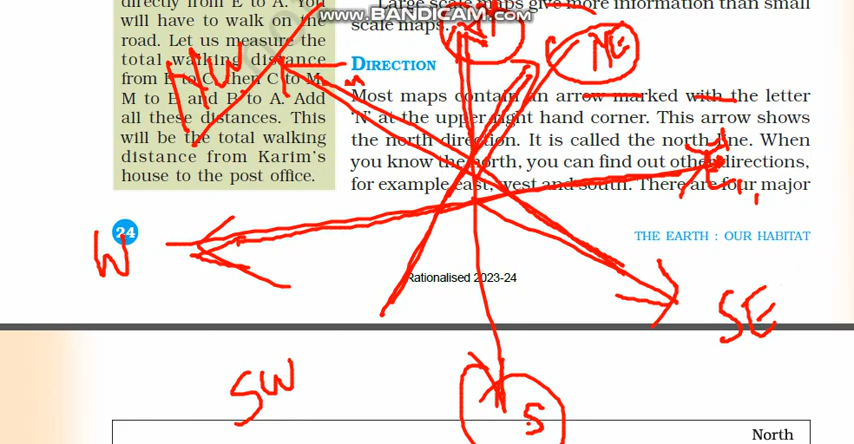 directly from E to A. You
will have to walk on the
road. Let us measure the
total walking distance
from E to C, then C to M,
M to B and B to A. Add
all these distances. This
will be the total walking
distance from Karim's
house to the post office.
www.BANDICAM.com
Large scale maps give more information than small
scale maps.
DIRECTION
Most maps contain an arrow marked with the letter
'N' at the upper right hand corner. This arrow shows
the north direction. It is called the north line. When
you know the north, you can find out other directions,
for example east, west and south. There are four major
NW
N
NE
E
W
SE
SW
S
24
THE EARTH : OUR HABITAT
Rationalised 2023-24
North